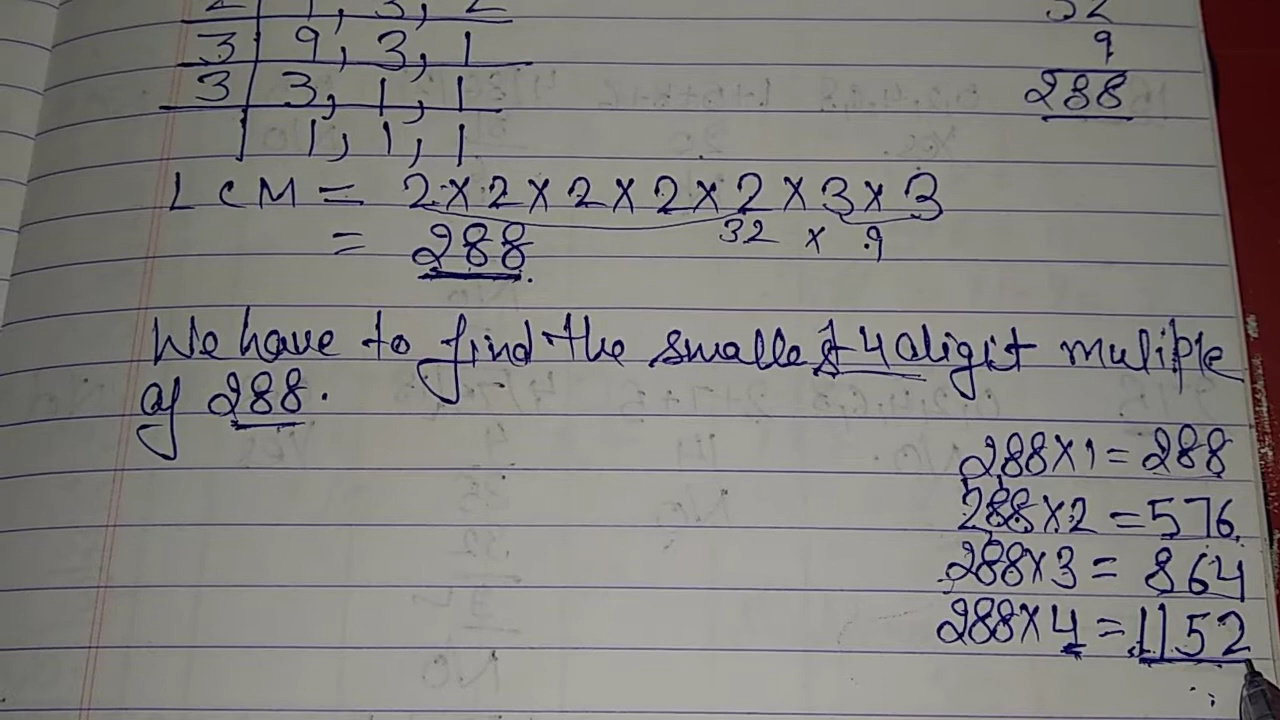 3 | 9, 3, 1
3 | 3, 1, 1
| 1, 1, 1
9
288
LCM = 2×2×2×2×2×3×3
32 × 9
= 288.
We have to find the smallest 4 digit muliple
of 288.
288×1=288
288×2=576
288×3=864
288×4=1152